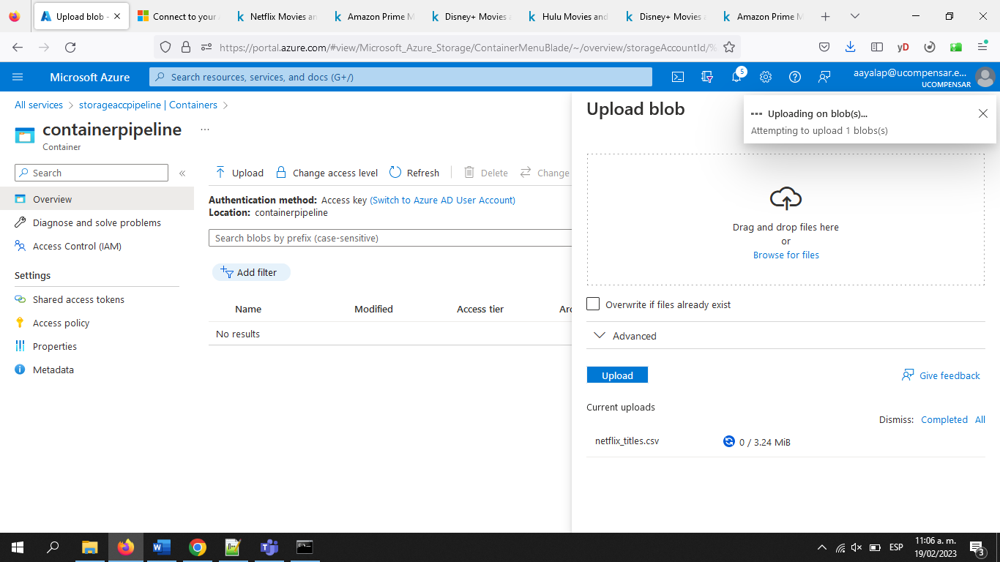 Upload blob -
Connect to your
Netflix Movies an
Amazon Prime M
Disney+ Movies a
Hulu Movies and
Disney+ Movies a
Amazon Prime M
https://portal.azure.com/#view/Microsoft_Azure_Storage/ContainerMenuBlade/~/overview/storageAccountId/%
yD
Microsoft Azure
Search resources, services, and docs (G+/)
5
aayalap@ucompensar.e...
UCOMPENSAR
All services > storageaccpipeline | Containers >
containerpipeline ...
Container
Search
«
Overview
Diagnose and solve problems
Access Control (IAM)
Settings
Shared access tokens
Access policy
Properties
Metadata
Upload
Change access level
Refresh
Delete
Change
Authentication method: Access key (Switch to Azure AD User Account)
Location: containerpipeline
Search blobs by prefix (case-sensitive)
Add filter
Name Modified Access tier Arc
No results
Upload blob
Uploading on blob(s)...
Attempting to upload 1 blobs(s)
Drag and drop files here
or
Browse for files
Overwrite if files already exist
Advanced
Upload
Give feedback
Current uploads
Dismiss: Completed All
netflix_titles.csv 0 / 3.24 MiB
ESP
11:06 a. m.
19/02/2023
3